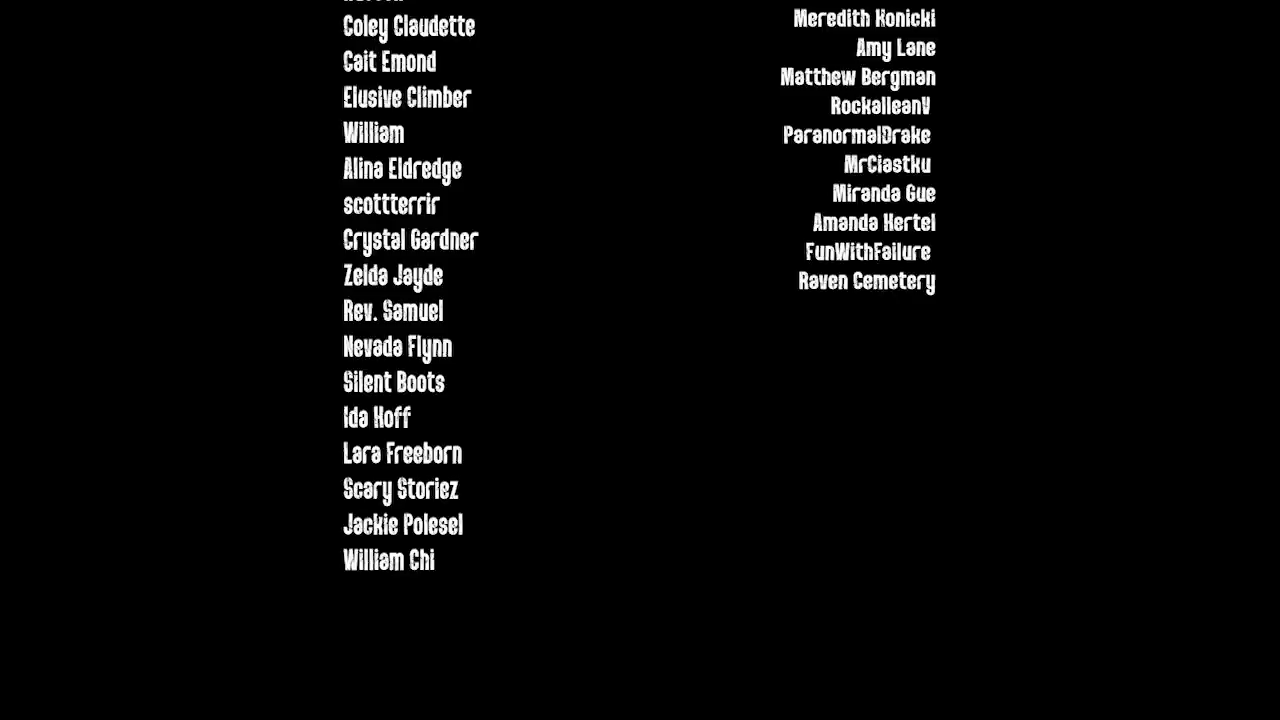 Coley Claudette
Cait Emond
Elusive Climber
William
Alina Eldredge
scottterrir
Crystal Gardner
Zelda Jayde
Rev. Samuel
Nevada Flynn
Silent Boots
Ida Hoff
Lara Freeborn
Scary Storiez
Jackie Polesel
William Chi
Meredith Konicki
Amy Lane
Matthew Bergman
RockalleanV
ParanormalDrake
MrCiastku
Miranda Gue
Amanda Hertel
FunWithFailure
Raven Cemetery